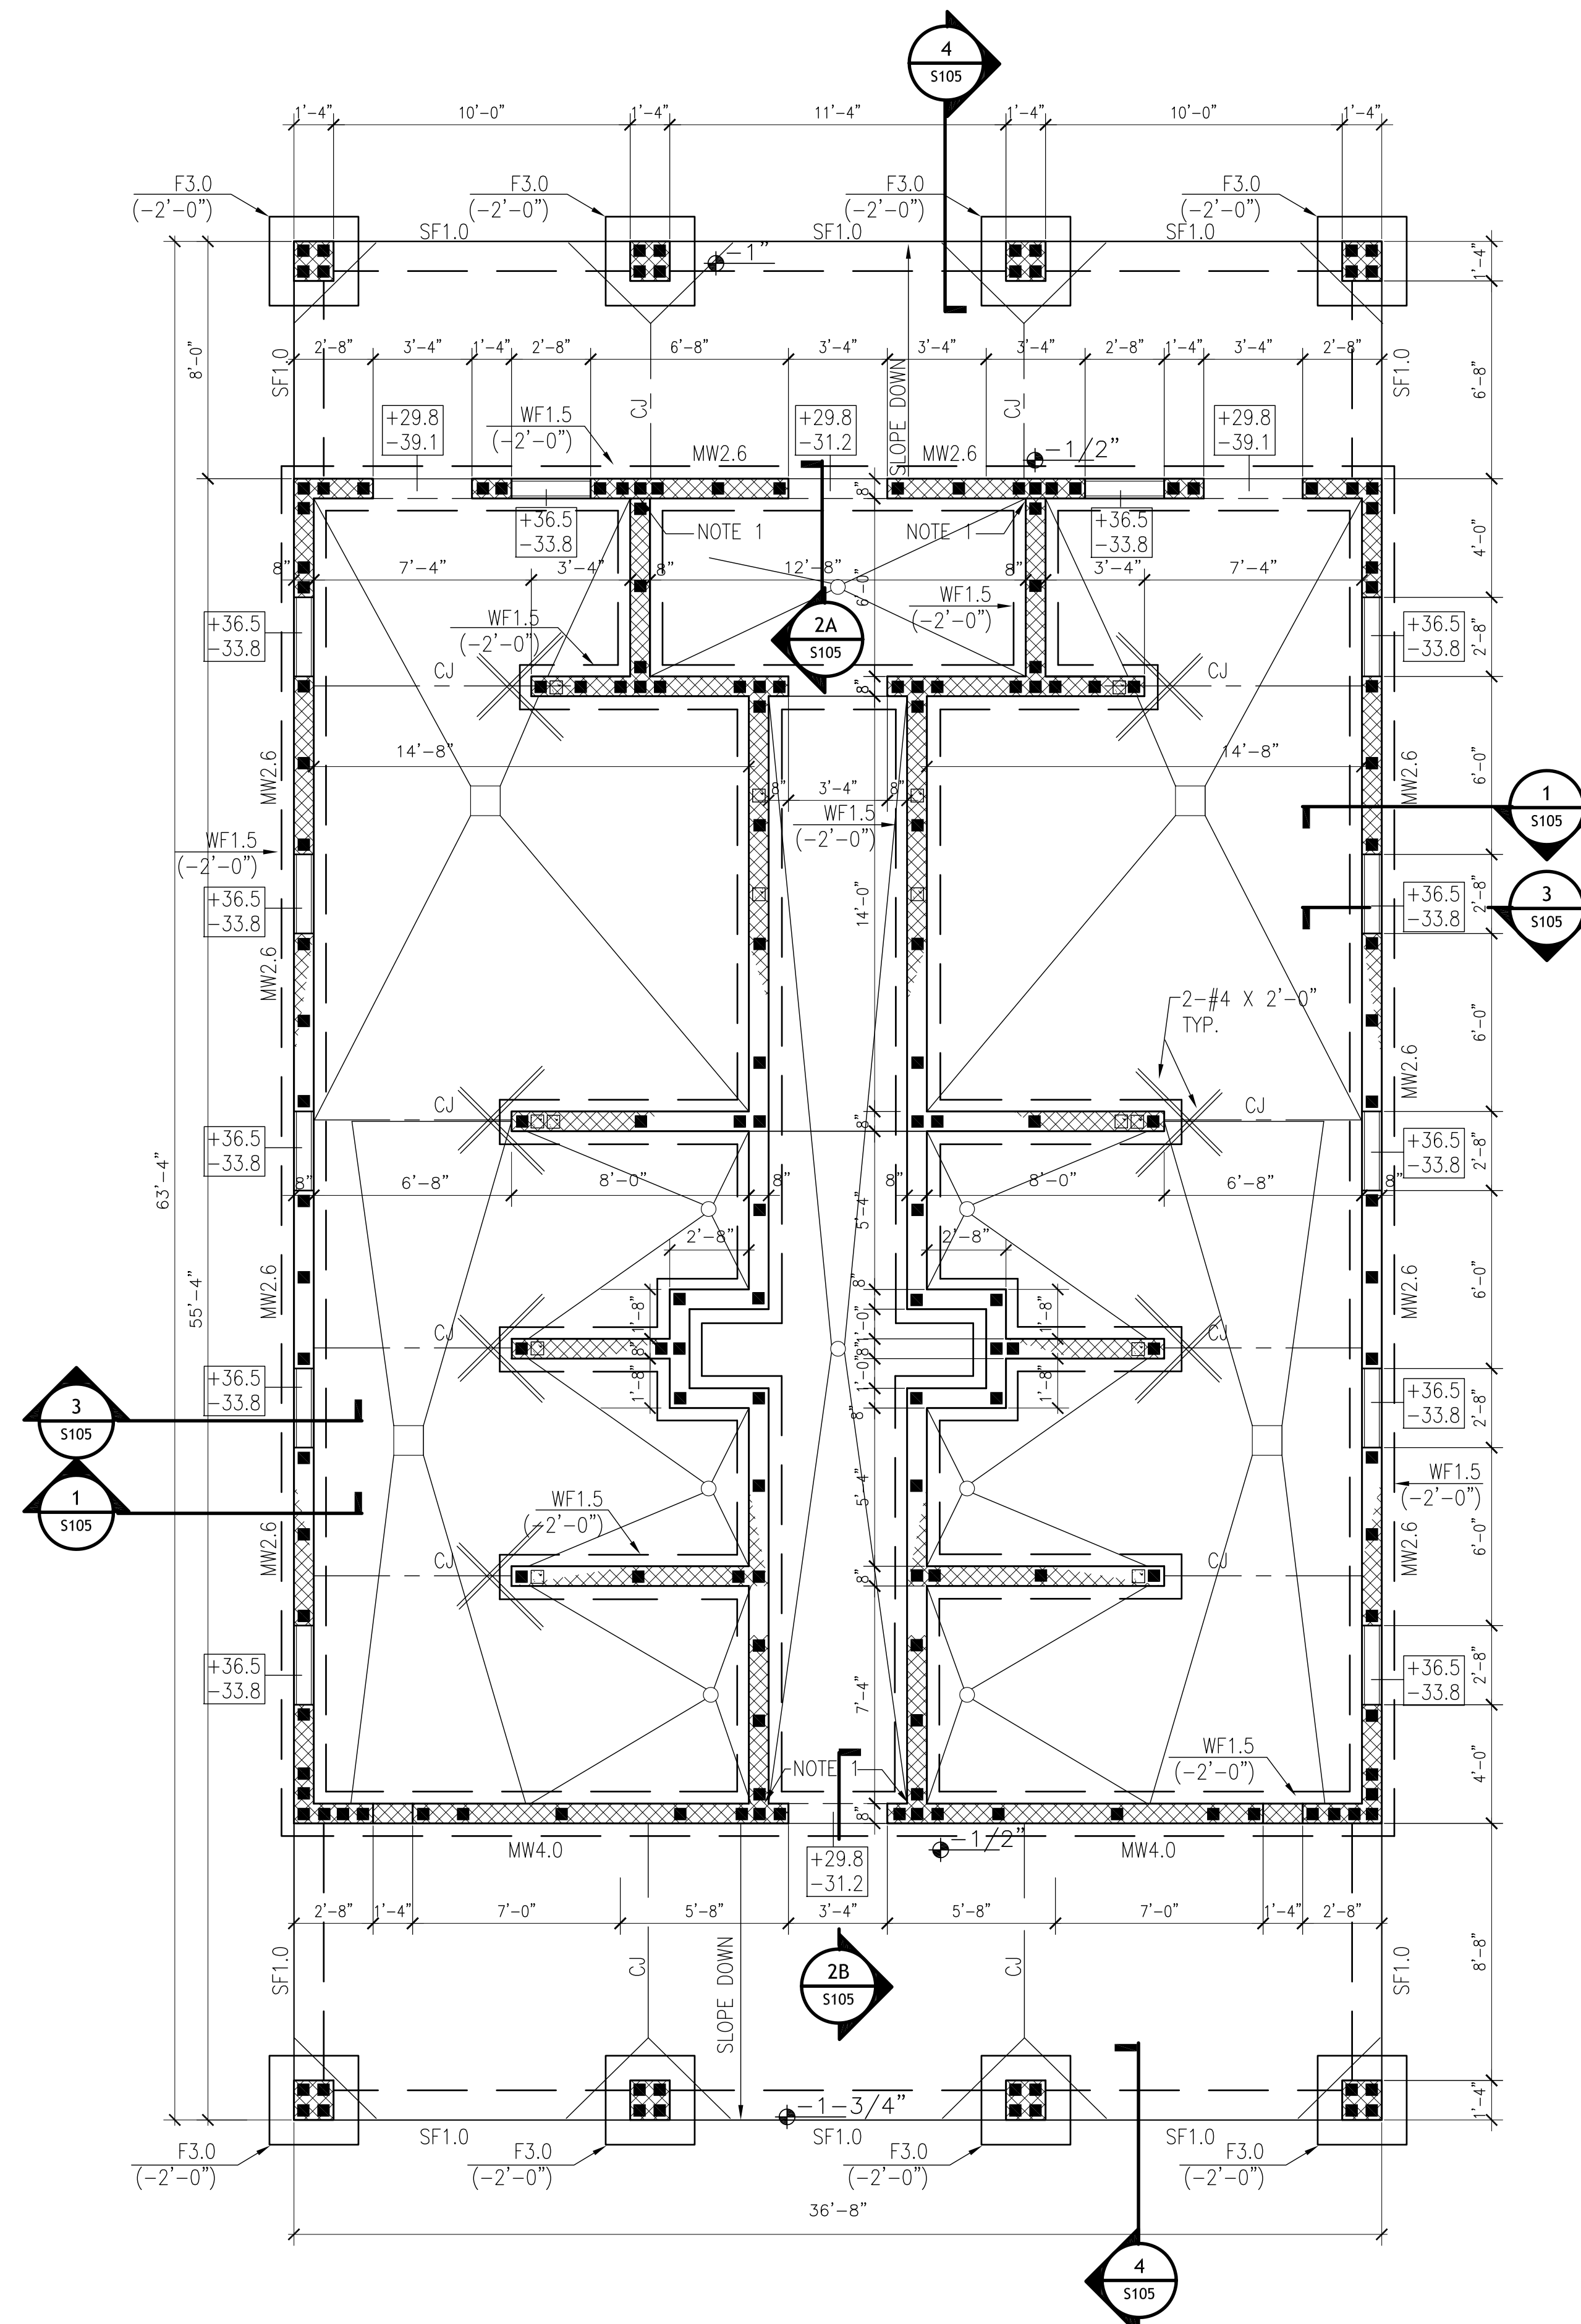 4
S105
1'-4"
10'-0"
1'-4"
11'-4"
1'-4"
10'-0"
1'-4"
F3.0
(-2'-0")
F3.0
(-2'-0")
F3.0
(-2'-0")
F3.0
(-2'-0")
SF1.0
SF1.0
SF1.0
-1"
1'-4"
8'-0"
SF1.0
2'-8"
3'-4"
1'-4"
2'-8"
6'-8"
3'-4"
3'-4"
3'-4"
2'-8"
1'-4"
3'-4"
2'-8"
SF1.0
6'-8"
CJ
SLOPE DOWN
CJ
+29.8
-39.1
WF1.5
(-2'-0")
+29.8
-31.2
+29.8
-39.1
MW2.6
MW2.6
-1/2"
8"
+36.5
-33.8
NOTE 1
NOTE 1
+36.5
-33.8
4'-0"
8"
7'-4"
3'-4"
8"
12'-8"
8"
3'-4"
7'-4"
6'-0"
WF1.5
(-2'-0")
WF1.5
(-2'-0")
+36.5
-33.8
2A
S105
+36.5
-33.8
2'-8"
CJ
CJ
8"
14'-8"
14'-8"
MW2.6
6'-0"
MW2.6
8"
3'-4"
8"
1
S105
WF1.5
(-2'-0")
WF1.5
(-2'-0")
+36.5
-33.8
14'-0"
+36.5
-33.8
2'-8"
3
S105
MW2.6
2-#4 X 2'-0"
TYP.
6'-0"
MW2.6
CJ
CJ
8"
+36.5
-33.8
+36.5
-33.8
2'-8"
63'-4"
8"
6'-8"
8'-0"
8"
8"
8'-0"
6'-8"
8"
5'-4"
2'-8"
2'-8"
55'-4"
MW2.6
8"
6'-0"
MW2.6
1'-8"
1'-0"
1'-8"
CJ
8"
8"
CJ
1'-8"
1'-0"
1'-8"
8"
+36.5
-33.8
+36.5
-33.8
2'-8"
3
S105
1
S105
WF1.5
(-2'-0")
5'-4"
WF1.5
(-2'-0")
MW2.6
6'-0"
MW2.6
CJ
8"
CJ
+36.5
-33.8
7'-4"
+36.5
-33.8
2'-8"
NOTE 1
WF1.5
(-2'-0")
4'-0"
8"
MW4.0
-1/2"
MW4.0
+29.8
-31.2
2'-8"
1'-4"
7'-0"
5'-8"
3'-4"
5'-8"
7'-0"
1'-4"
2'-8"
SF1.0
CJ
SLOPE DOWN
2B
S105
CJ
SF1.0
8'-8"
-1-3/4"
1'-4"
SF1.0
SF1.0
SF1.0
F3.0
(-2'-0")
F3.0
(-2'-0")
F3.0
(-2'-0")
F3.0
(-2'-0")
36'-8"
4
S105